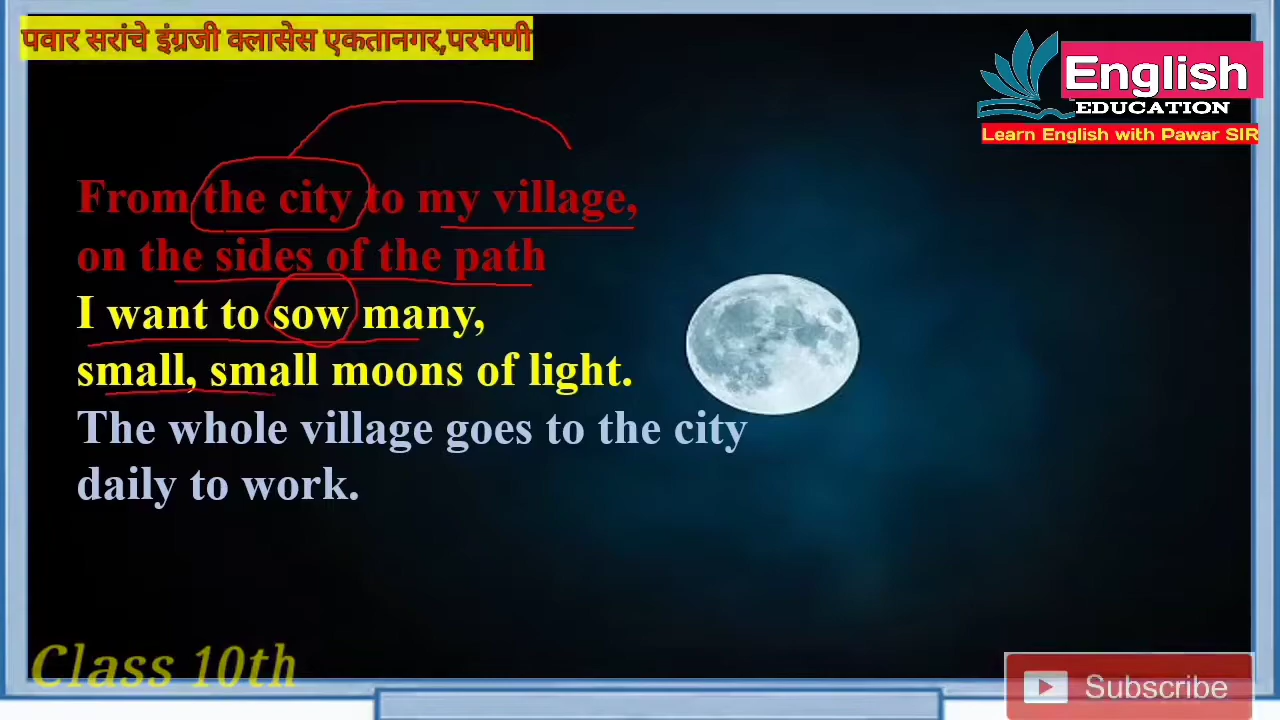 पवार सरांचे इंग्रजी क्लासेस एकतानगर,परभणी
English
EDUCATION
Learn English with Pawar SIR
From the city to my village,
on the sides of the path
I want to sow many,
small, small moons of light.
The whole village goes to the city
daily to work.
Class 10th
Subscribe